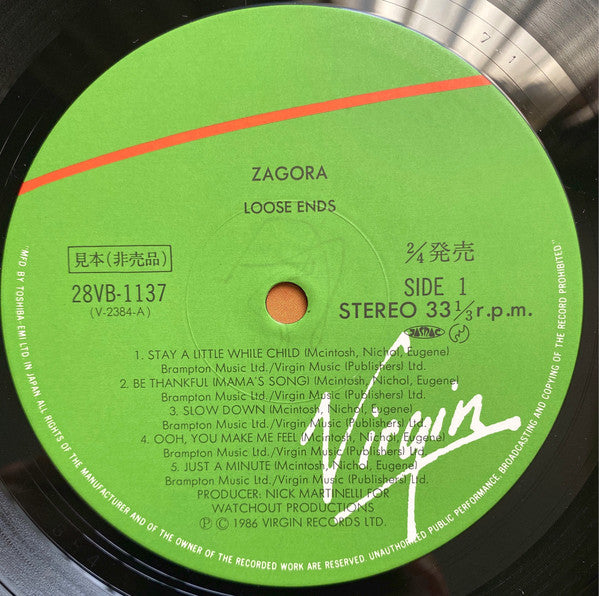 71
ZAGORA
LOOSE ENDS
見本(非売品)
28VB-1137
(V-2384-A)
2/4発売
SIDE 1
STEREO 33 1/3 r.p.m.
JASRAC
1. STAY A LITTLE WHILE CHILD (Mcintosh, Nichol, Eugene)
Brampton Music Ltd./Virgin Music (Publishers) Ltd.
2. BE THANKFUL (MAMA'S SONG) (Mcintosh, Nichol, Eugene)
Brampton Music Ltd./Virgin Music (Publishers) Ltd.
3. SLOW DOWN (Mcintosh, Nichol, Eugene)
Brampton Music Ltd./Virgin Music (Publishers) Ltd.
4. OOH, YOU MAKE ME FEEL (Mcintosh, Nichol, Eugene)
Brampton Music Ltd./Virgin Music (Publishers) Ltd.
5. JUST A MINUTE (Mcintosh, Nichol, Eugene)
Brampton Music Ltd./Virgin Music (Publishers) Ltd.
PRODUCER: NICK MARTINELLI FOR
WATCHOUT PRODUCTIONS
Ⓟ © 1986 VIRGIN RECORDS LTD.
Virgin
"MFD. BY TOSHIBA-EMI LTD. IN JAPAN ALL RIGHTS OF THE MANUFACTURER AND OF THE OWNER OF THE RECORDED WORK ARE RESERVED. UNAUTHORIZED PUBLIC PERFORMANCE, BROADCASTING AND COPYING OF THE RECORD PROHIBITED."